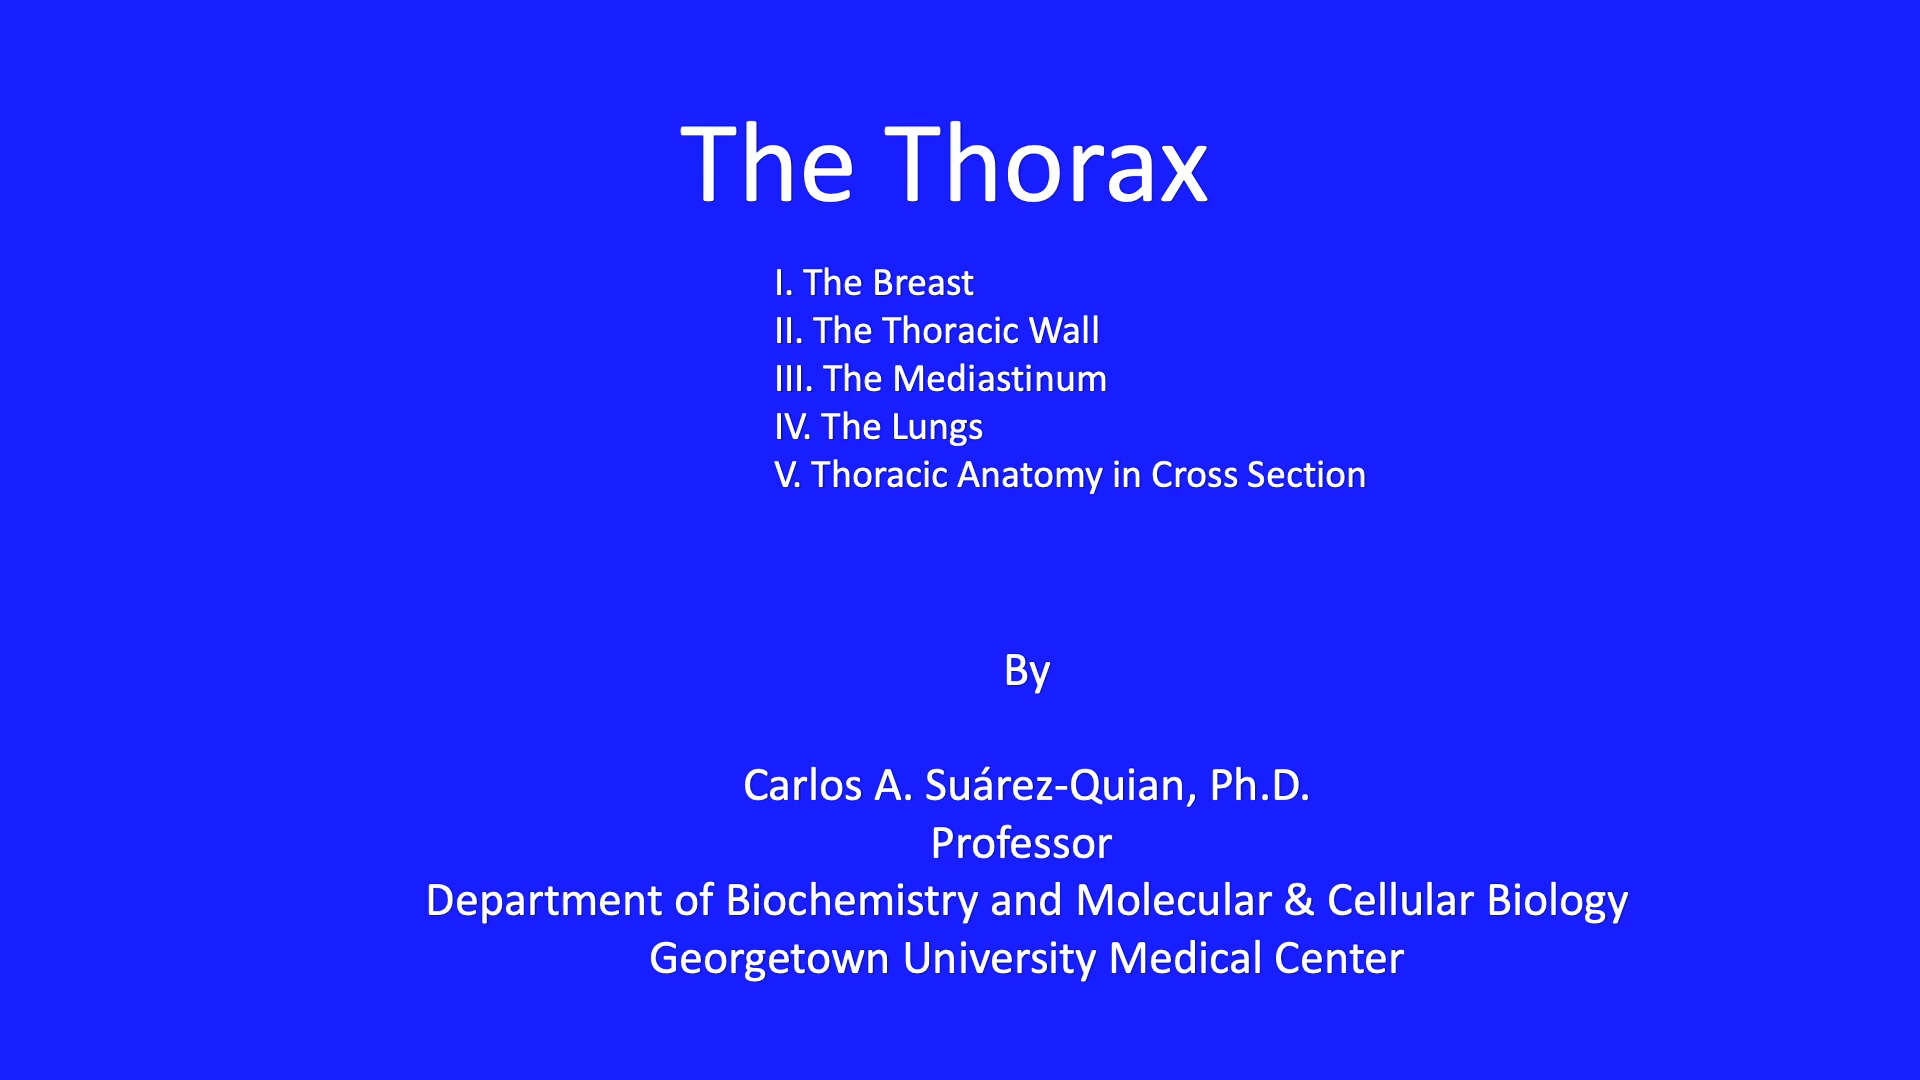 The Thorax
I. The Breast
II. The Thoracic Wall
III. The Mediastinum
IV. The Lungs
V. Thoracic Anatomy in Cross Section
By
Carlos A. Suárez-Quian, Ph.D.
Professor
Department of Biochemistry and Molecular & Cellular Biology
Georgetown University Medical Center